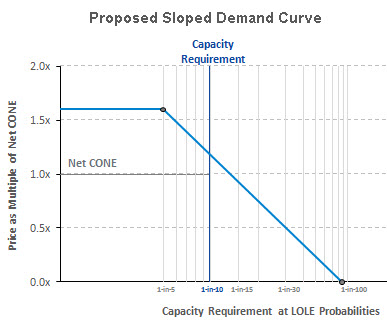 Proposed Sloped Demand Curve
Capacity
Requirement
2.0x
1.5x
Net CONE
1.0x
0.5x
0.0x
Price as Multiple of Net CONE
1-in-5
1-in-10
1-in-15
1-in-30
1-in-100
Capacity Requirement at LOLE Probabilities